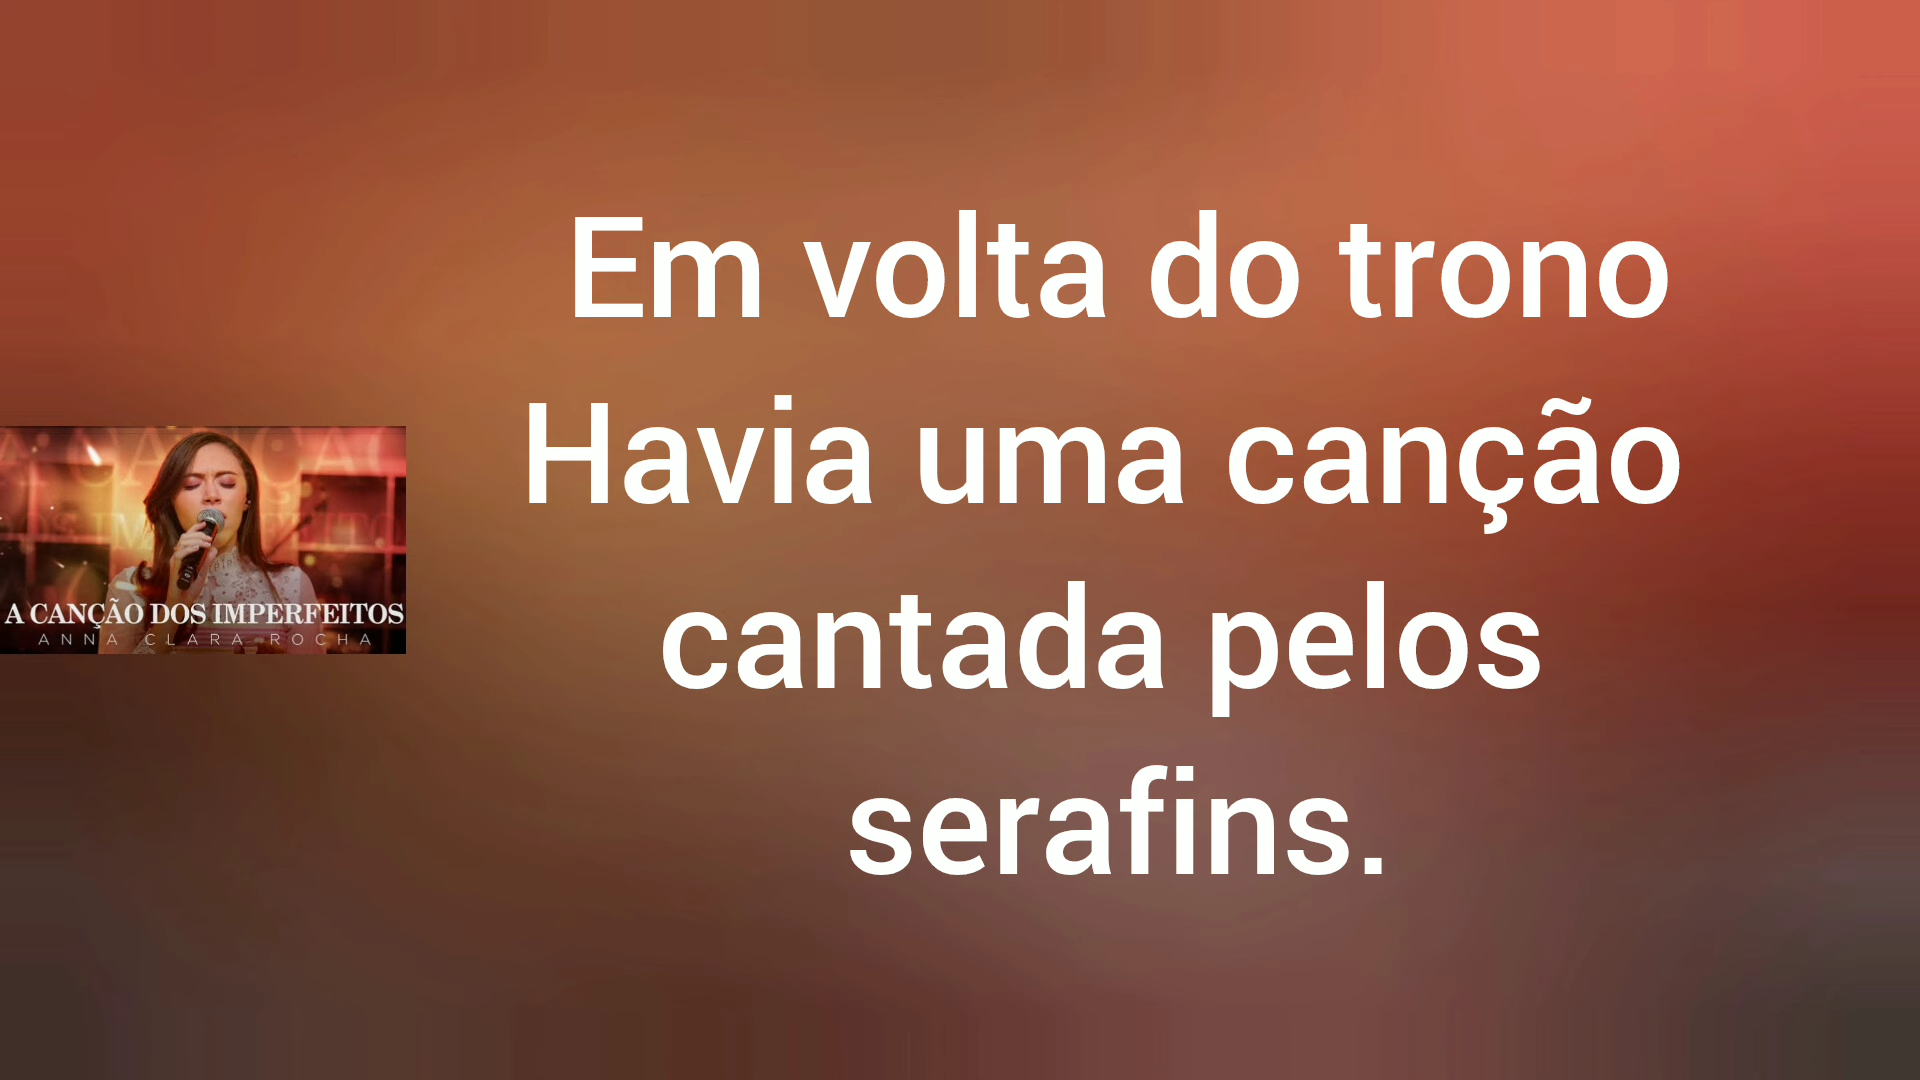 Em volta do trono
Havia uma canção
cantada pelos
serafins.
A CANÇÃO DOS IMPERFEITOS
ANNA CLARA ROCHA